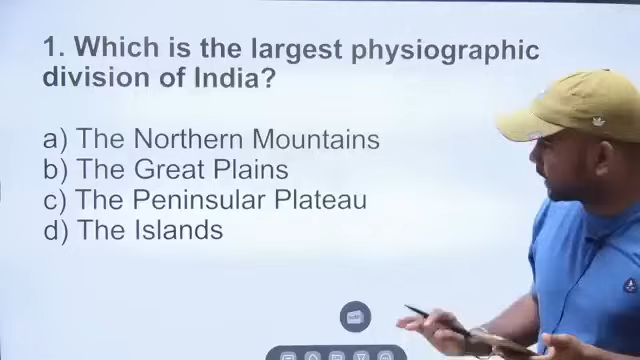 1. Which is the largest physiographic
division of India?
a) The Northern Mountains
b) The Great Plains
c) The Peninsular Plateau
d) The Islands